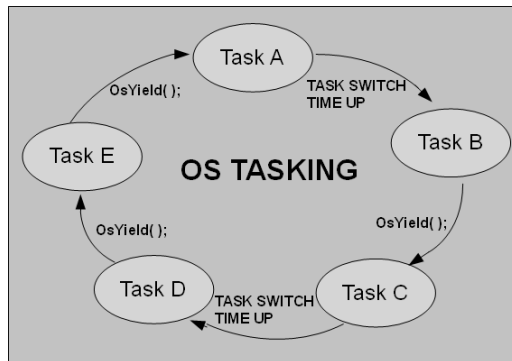 Task A
OsYield( );
TASK SWITCH
TIME UP
Task E
OS TASKING
Task B
OsYield( );
OsYield( );
Task D
TASK SWITCH
TIME UP
Task C